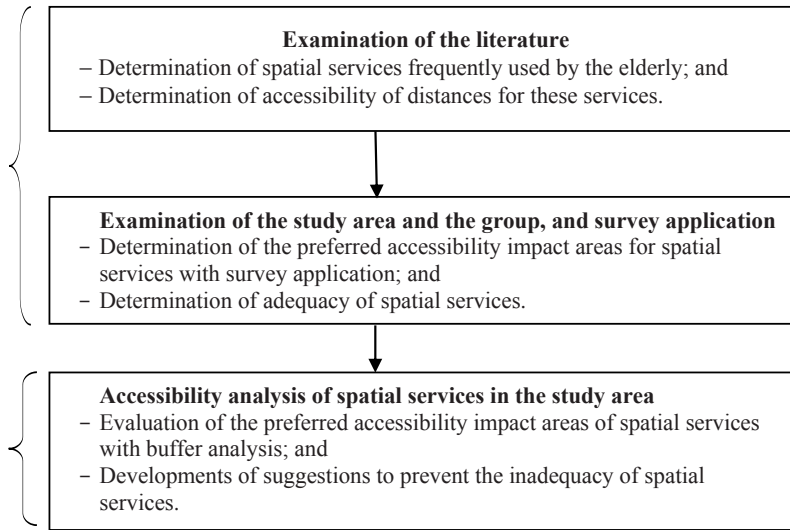 Examination of the literature
– Determination of spatial services frequently used by the elderly; and
– Determination of accessibility of distances for these services.
Examination of the study area and the group, and survey application
– Determination of the preferred accessibility impact areas for spatial
services with survey application; and
– Determination of adequacy of spatial services.
Accessibility analysis of spatial services in the study area
– Evaluation of the preferred accessibility impact areas of spatial services
with buffer analysis; and
– Developments of suggestions to prevent the inadequacy of spatial
services.